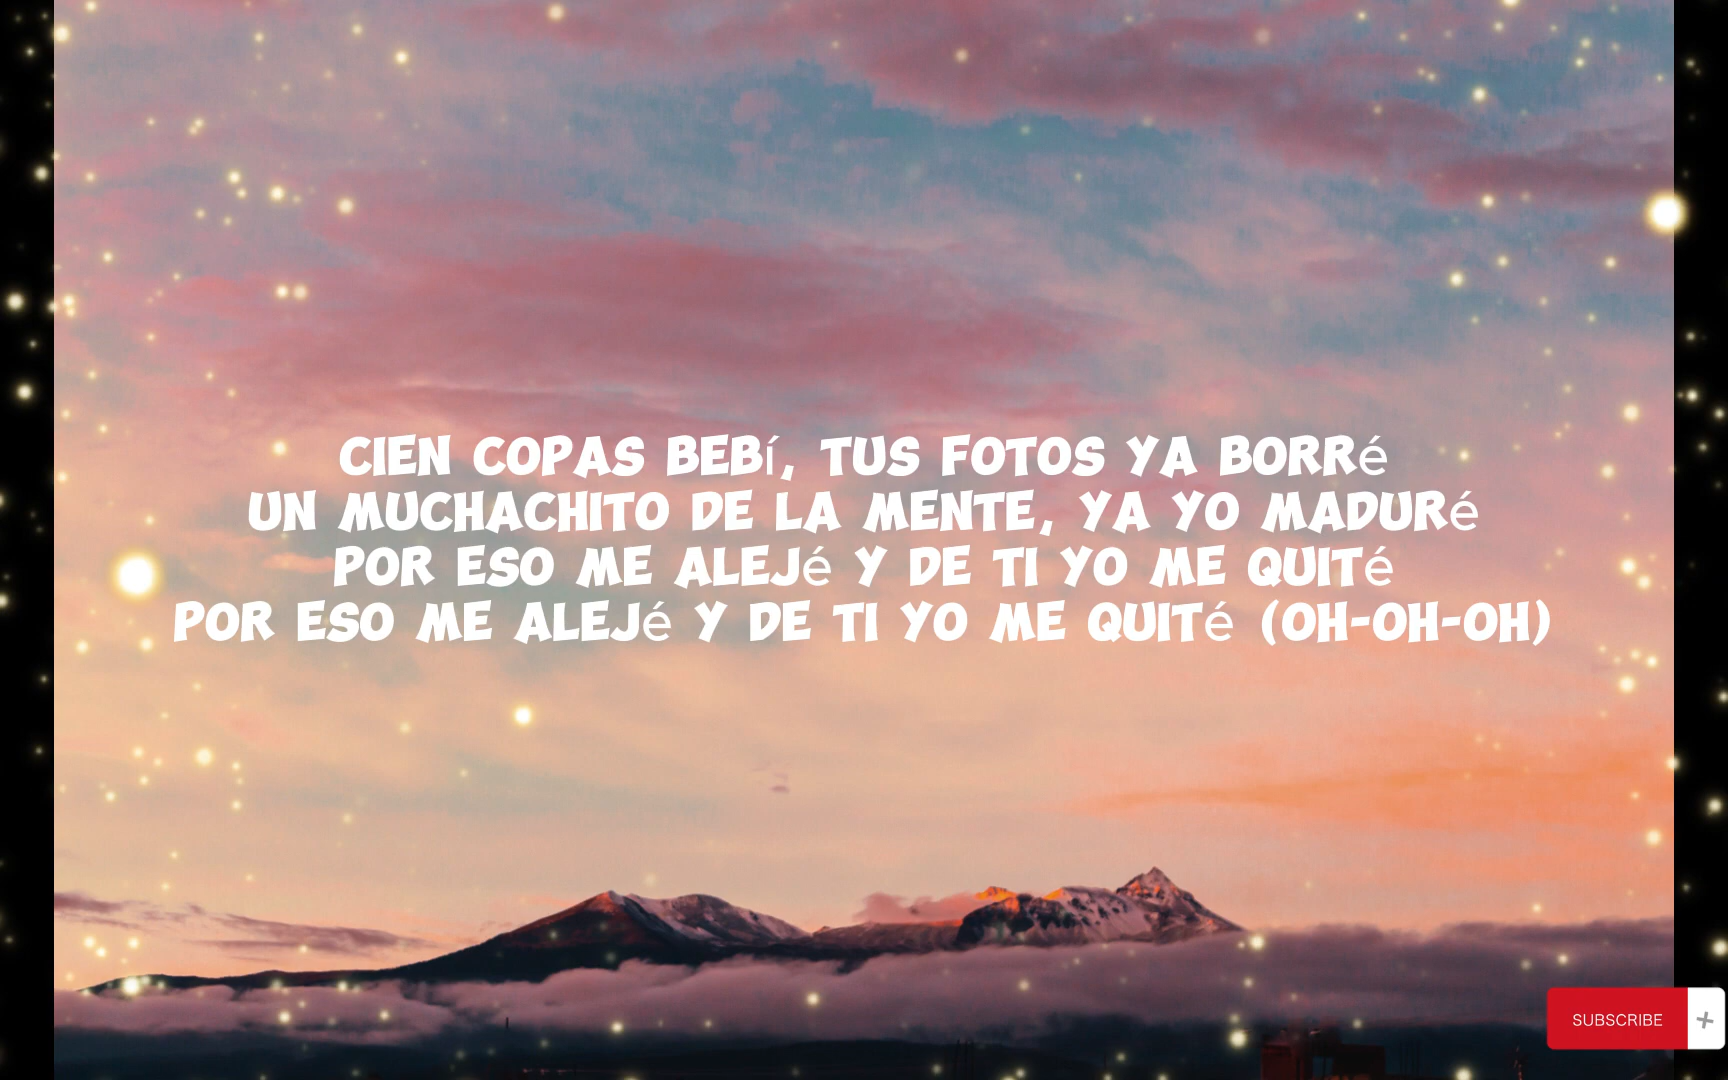 CIEN COPAS BEBí, TUS FOTOS YA BORRé
UN MUCHACHITO DE LA MENTE, YA YO MADURé
POR ESO ME ALEJé Y DE TI YO ME QUITé
POR ESO ME ALEJé Y DE TI YO ME QUITé (OH-OH-OH)
SUBSCRIBE +